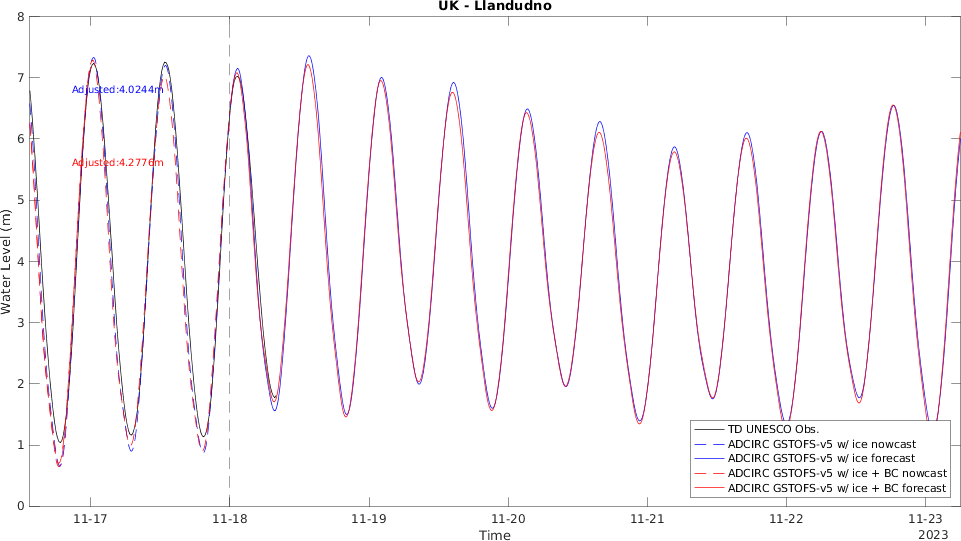 UK - Llandudno
8
7
6
5
4
3
2
1
0
Water Level (m)
Adjusted:4.0244m
Adjusted:4.2776m
TD UNESCO Obs.
ADCIRC GSTOFS-v5 w/ ice nowcast
ADCIRC GSTOFS-v5 w/ ice forecast
ADCIRC GSTOFS-v5 w/ ice + BC nowcast
ADCIRC GSTOFS-v5 w/ ice + BC forecast
11-17 11-18 11-19 11-20 11-21 11-22 11-23
Time 2023